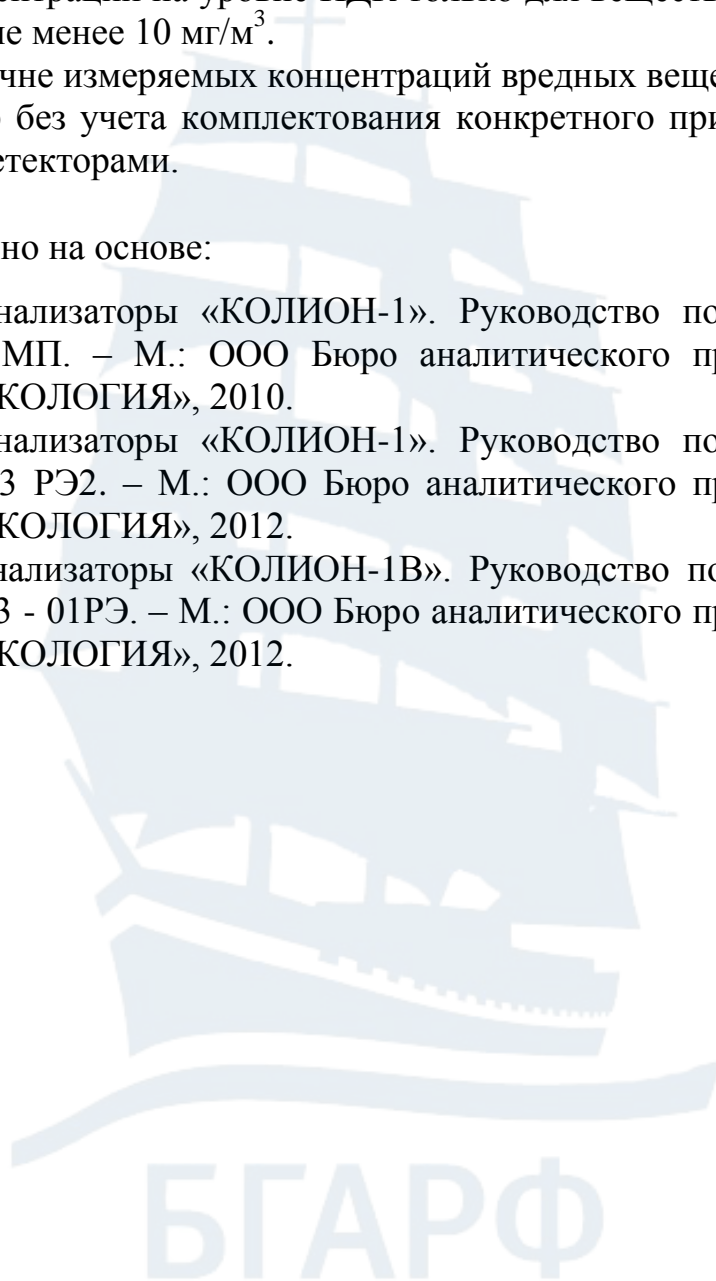 ентраций на уровне ПДК только для веществ
не менее 10 мг/м³.
чне измеряемых концентраций вредных веще
без учета комплектования конкретного при
етекторами.
но на основе:
нализаторы «КОЛИОН-1». Руководство по
МП. – М.: ООО Бюро аналитического пр
КОЛОГИЯ», 2010.
нализаторы «КОЛИОН-1». Руководство по
3 РЭ2. – М.: ООО Бюро аналитического пр
КОЛОГИЯ», 2012.
нализаторы «КОЛИОН-1В». Руководство по
3 - 01РЭ. – М.: ООО Бюро аналитического пр
КОЛОГИЯ», 2012.
БГАРФ